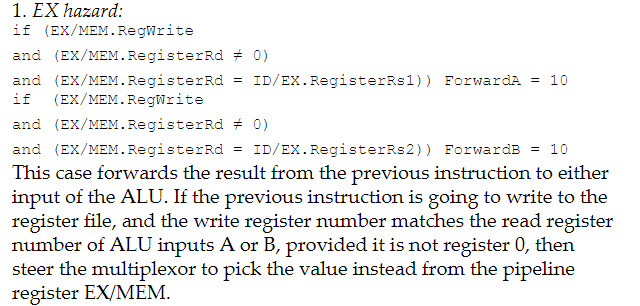 1. EX hazard:
if (EX/MEM.RegWrite
and (EX/MEM.RegisterRd ≠ 0)
and (EX/MEM.RegisterRd = ID/EX.RegisterRs1)) ForwardA = 10
if  (EX/MEM.RegWrite
and (EX/MEM.RegisterRd ≠ 0)
and (EX/MEM.RegisterRd = ID/EX.RegisterRs2)) ForwardB = 10
This case forwards the result from the previous instruction to either
input of the ALU. If the previous instruction is going to write to the
register file, and the write register number matches the read register
number of ALU inputs A or B, provided it is not register 0, then
steer the multiplexor to pick the value instead from the pipeline
register EX/MEM.